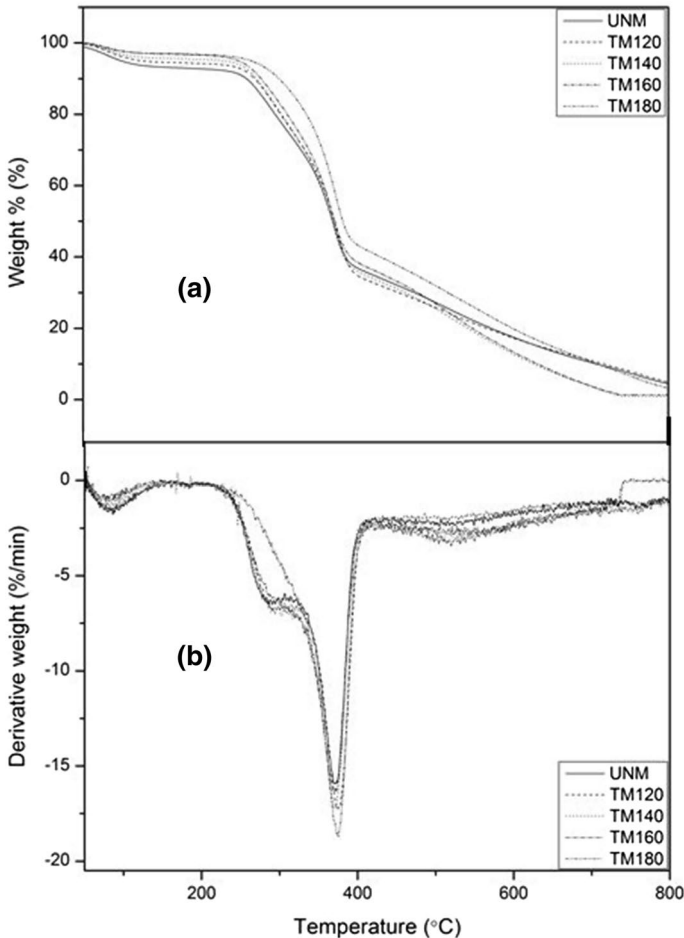 100
80
60
40
20
0
Weight % (%)
(a)
UNM
TM120
TM140
TM160
TM180
0
-5
-10
-15
-20
Derivative weight (%/min)
(b)
UNM
TM120
TM140
TM160
TM180
200
400
600
800
Temperature (°C)